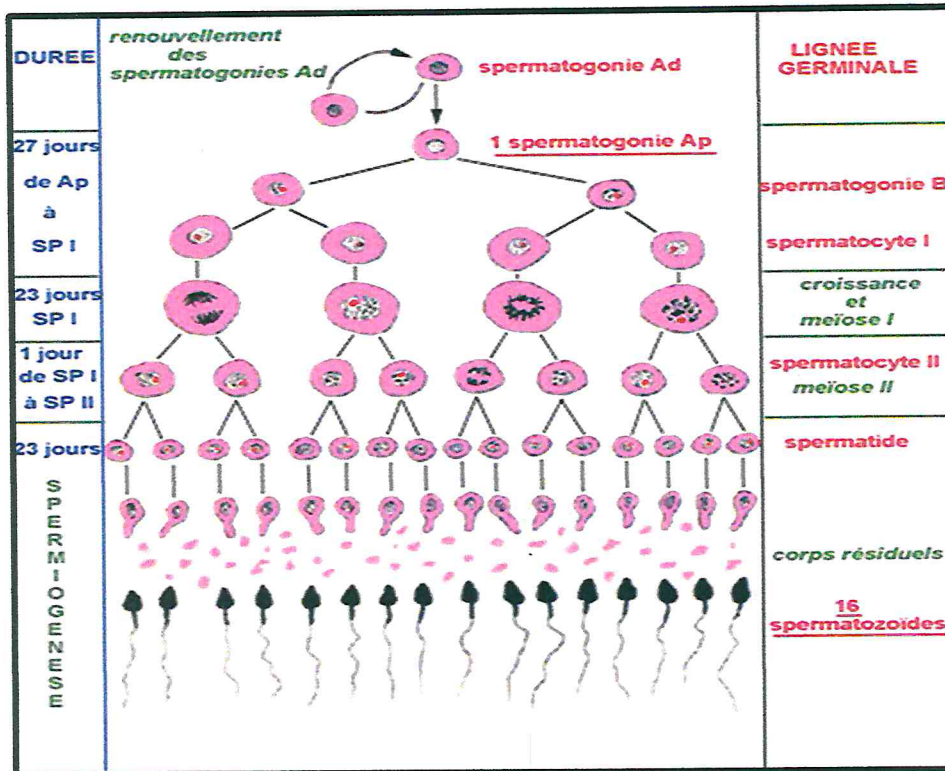 DUREE
renouvellement
des
spermatogonies Ad
spermatogonie Ad
LIGNEE
GERMINALE
27 jours
de Ap
à
SP I
1 spermatogonie Ap
spermatogonie B
spermatocyte I
23 jours
SP I
croissance
et
meïose I
1 jour
de SP I
à SP II
spermatocyte II
meïose II
23 jours
spermatide
S
P
E
R
M
I
O
G
E
N
E
S
E
corps résiduels
16
spermatozoïdes